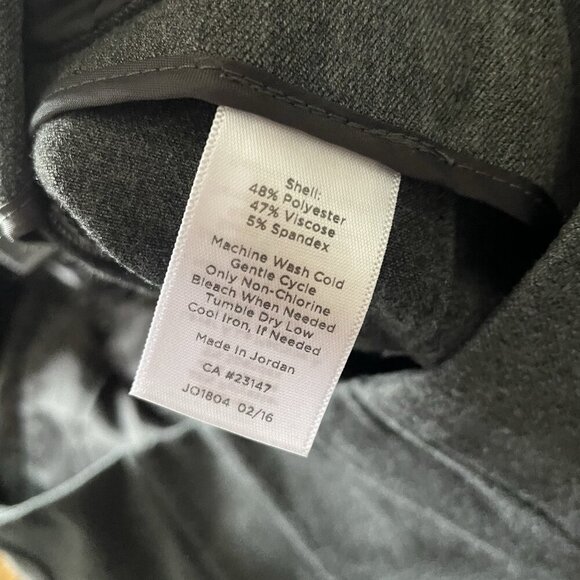 Shell:
48% Polyester
47% Viscose
5% Spandex
Machine Wash Cold
Gentle Cycle
Only Non-Chlorine
Bleach When Needed
Tumble Dry Low
Cool Iron, If Needed
Made in Jordan
CA #23147
JO1804 02/16